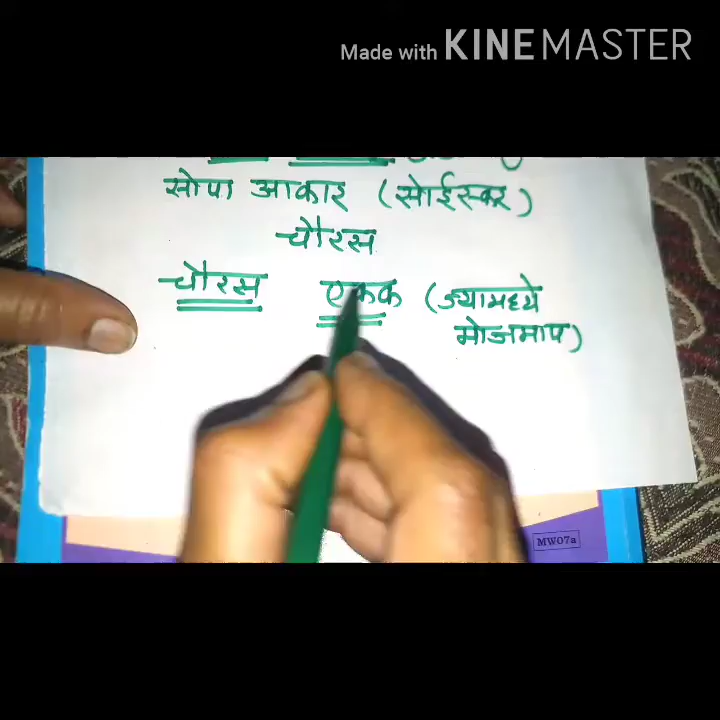 Made with KINEMASTER
सोपा आकार (सोईस्कर)
चौरस
चौरस एकक (ज्यामध्ये
मोजमाप)
MW07a